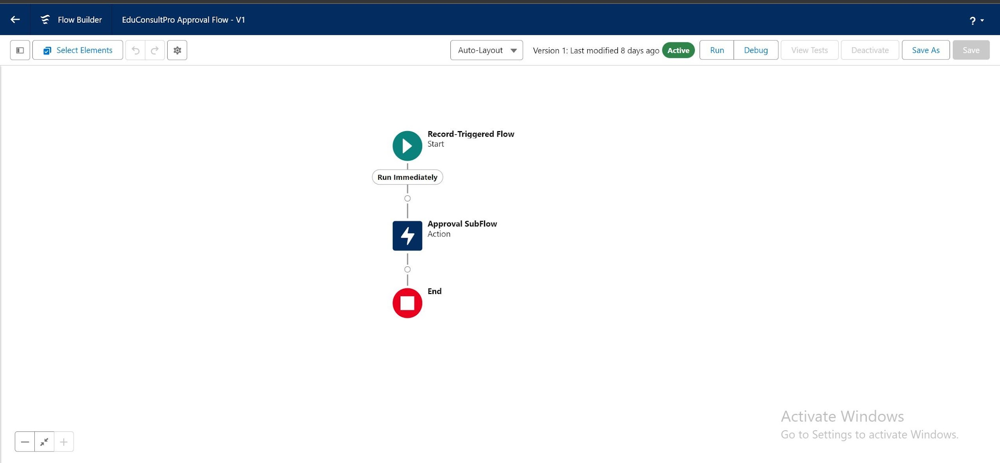 Flow Builder EduConsultPro Approval Flow - V1 ?
Select Elements Auto-Layout Version 1: Last modified 8 days ago Active Run Debug View Tests Deactivate Save As Save
Record-Triggered Flow
Start
Run Immediately
Approval SubFlow
Action
End
Activate Windows
Go to Settings to activate Windows.